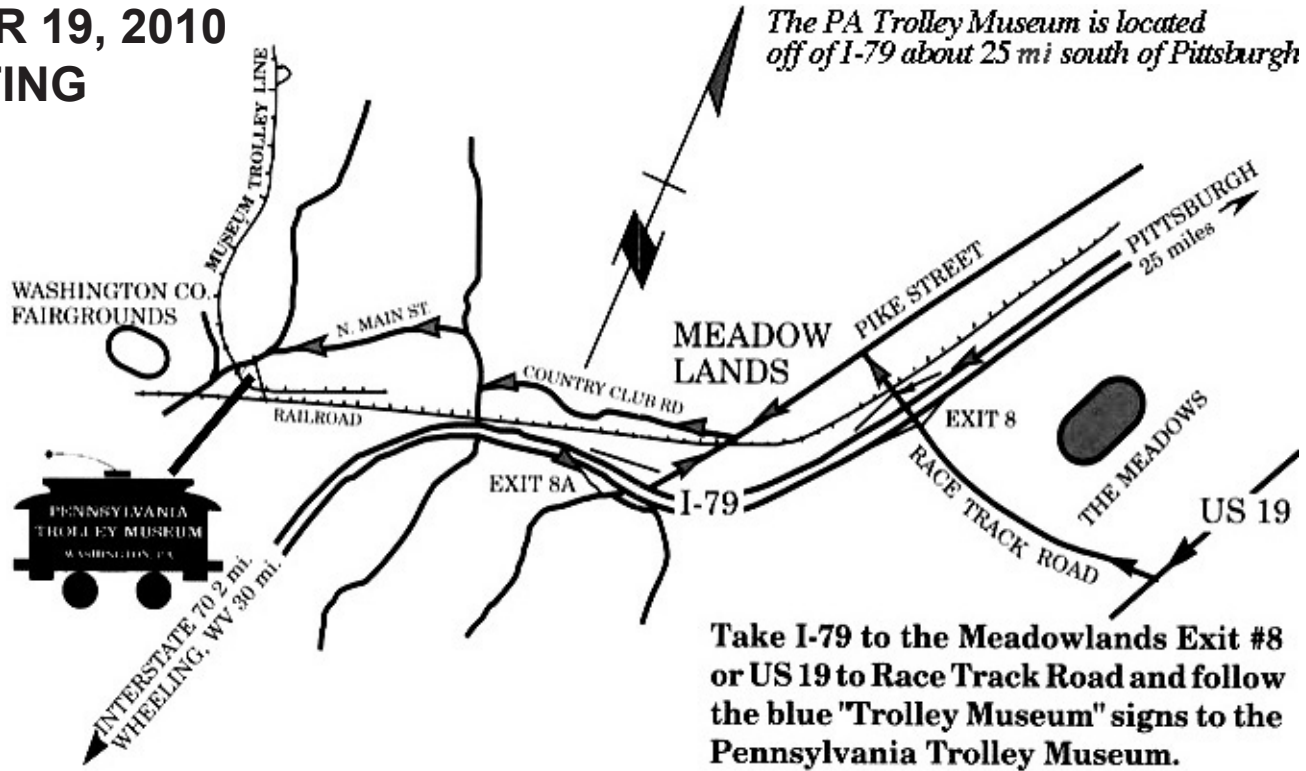 R 19, 2010
TING
The PA Trolley Museum is located
off of I-79 about 25 mi south of Pittsburgh
MUSEUM TROLLEY LINE
WASHINGTON CO.
FAIRGROUNDS
N. MAIN ST.
COUNTRY CLUB RD
RAILROAD
MEADOW
LANDS
PIKE STREET
PITTSBURGH
25 miles
EXIT 8
THE MEADOWS
US 19
RACE TRACK ROAD
EXIT 8A
I-79
PENNSYLVANIA
TROLLEY MUSEUM
WASHINGTON, PA
INTERSTATE 70 2 mi.
WHEELING, WV 30 mi.
Take I-79 to the Meadowlands Exit #8
or US 19 to Race Track Road and follow
the blue "Trolley Museum" signs to the
Pennsylvania Trolley Museum.